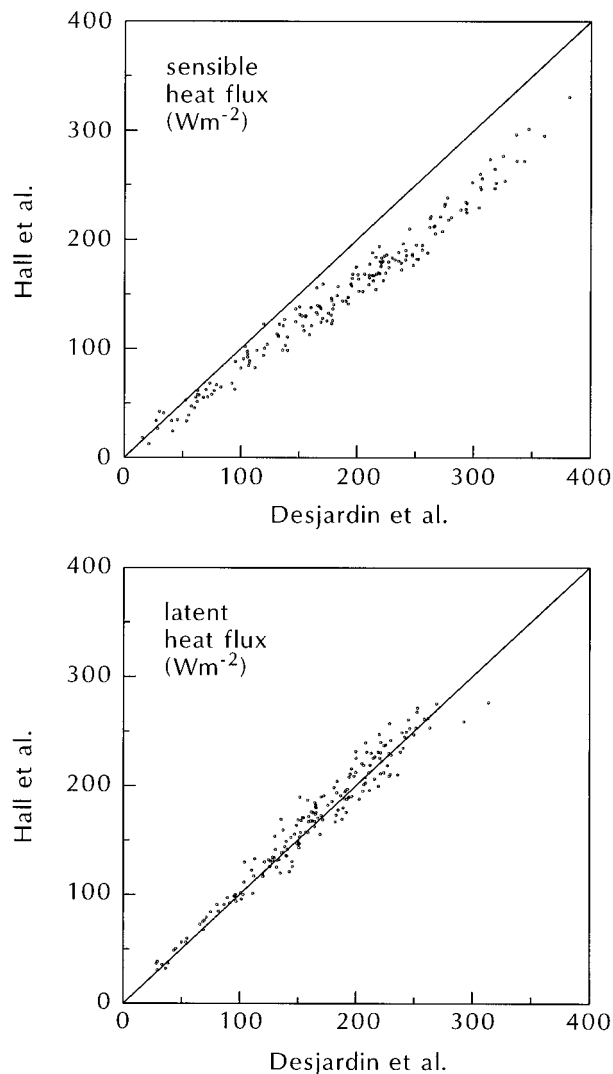 400
300
200
100
0
Hall et al.
sensible
heat flux
(Wm⁻²)
0 100 200 300 400
Desjardin et al.
400
300
200
100
0
Hall et al.
latent
heat flux
(Wm⁻²)
0 100 200 300 400
Desjardin et al.